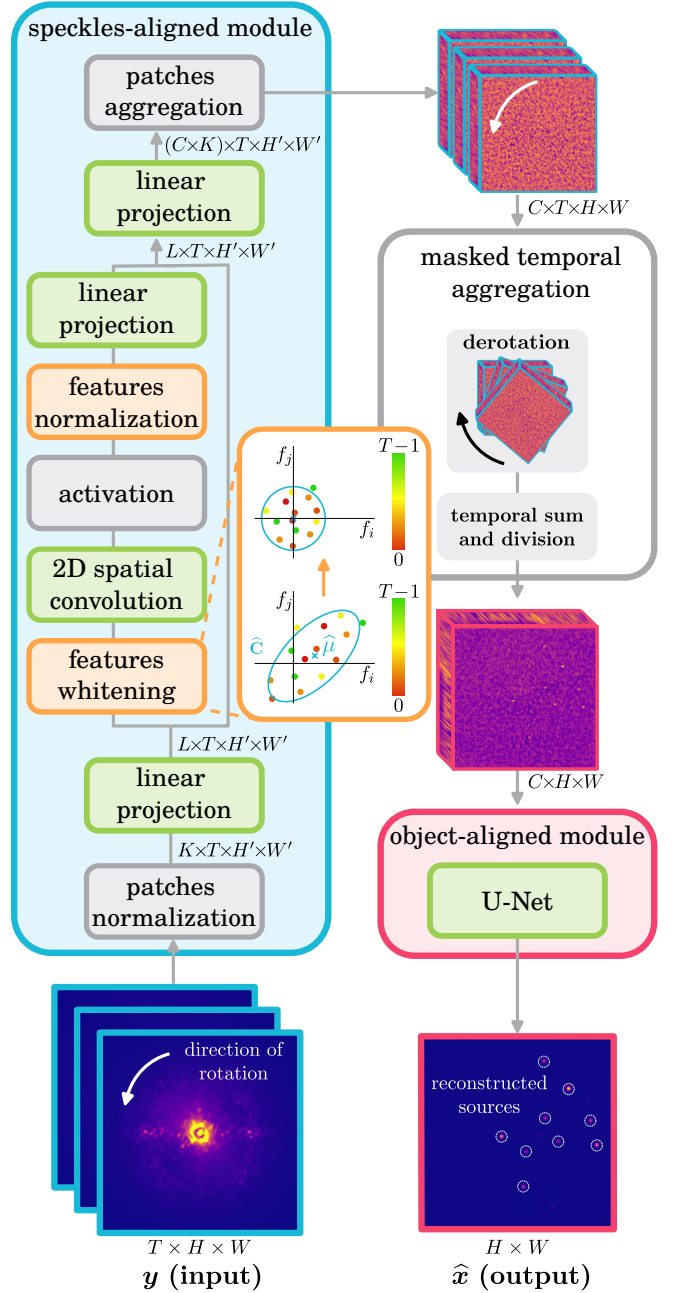 speckles-aligned module
patches
aggregation
(C×K)×T×H′×W′
linear
projection
L×T×H′×W′
linear
projection
features
normalization
activation
2D spatial
convolution
features
whitening
L×T×H′×W′
linear
projection
K×T×H′×W′
patches
normalization
direction of
rotation
T × H × W
y (input)
f_j
T−1
f_i
0
f_j
T−1
Ĉ
μ̂
f_i
0
C×T×H×W
masked temporal
aggregation
derotation
temporal sum
and division
C×H×W
object-aligned module
U-Net
reconstructed
sources
H × W
x̂ (output)